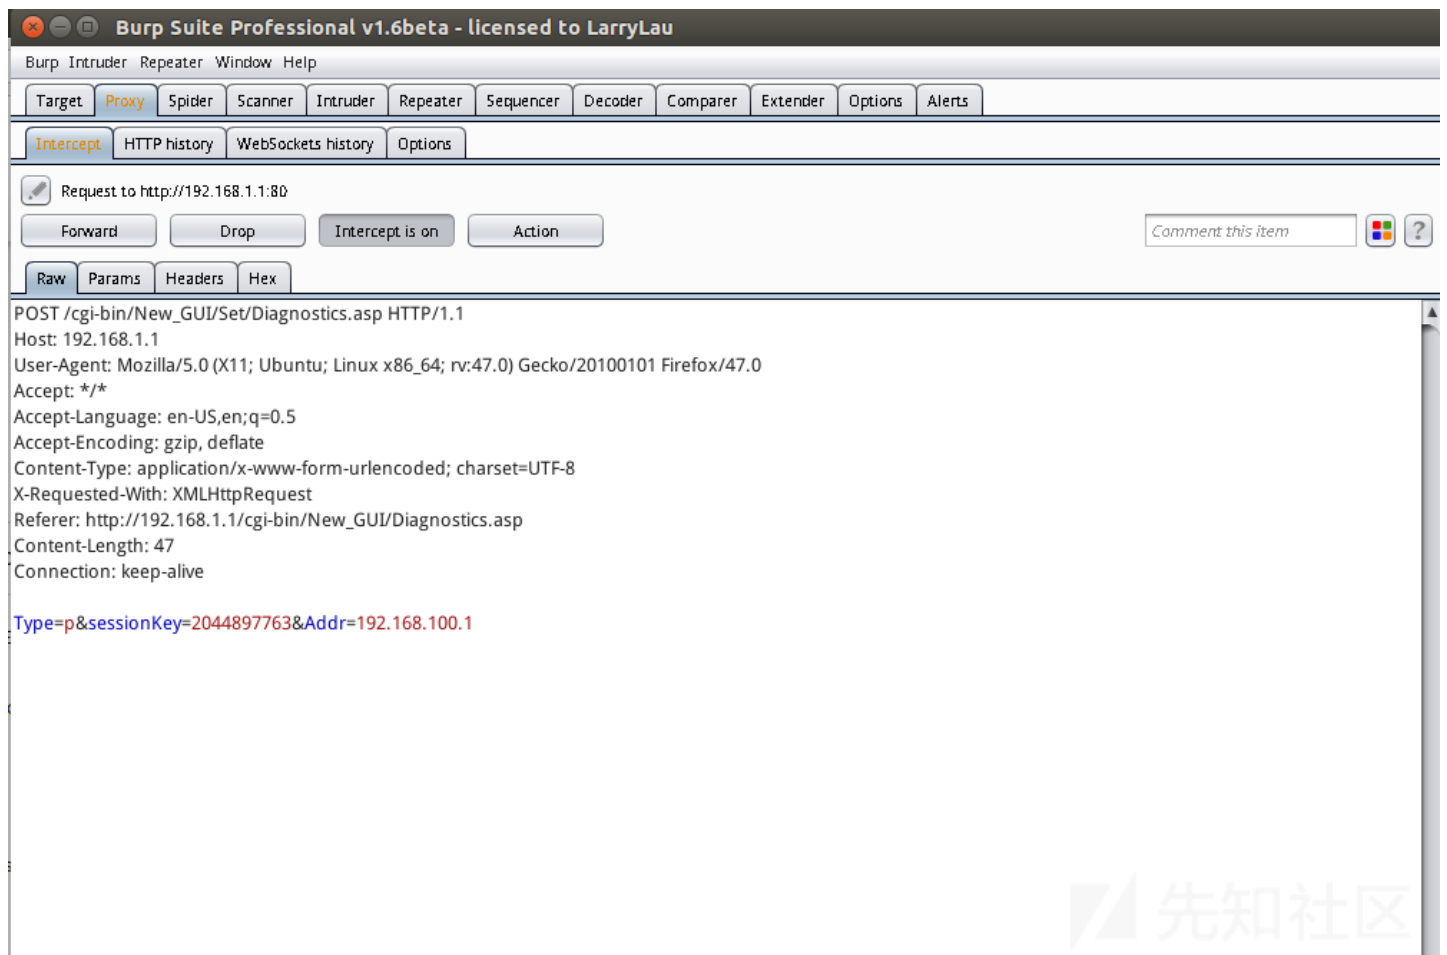 Burp Suite Professional v1.6beta - licensed to LarryLau
Burp Intruder Repeater Window Help
Target Proxy Spider Scanner Intruder Repeater Sequencer Decoder Comparer Extender Options Alerts
Intercept HTTP history WebSockets history Options
Request to http://192.168.1.1:80
Forward Drop Intercept is on Action Comment this item ?
Raw Params Headers Hex
POST /cgi-bin/New_GUI/Set/Diagnostics.asp HTTP/1.1
Host: 192.168.1.1
User-Agent: Mozilla/5.0 (X11; Ubuntu; Linux x86_64; rv:47.0) Gecko/20100101 Firefox/47.0
Accept: */*
Accept-Language: en-US,en;q=0.5
Accept-Encoding: gzip, deflate
Content-Type: application/x-www-form-urlencoded; charset=UTF-8
X-Requested-With: XMLHttpRequest
Referer: http://192.168.1.1/cgi-bin/New_GUI/Diagnostics.asp
Content-Length: 47
Connection: keep-alive
Type=p&sessionKey=2044897763&Addr=192.168.100.1
先知社区